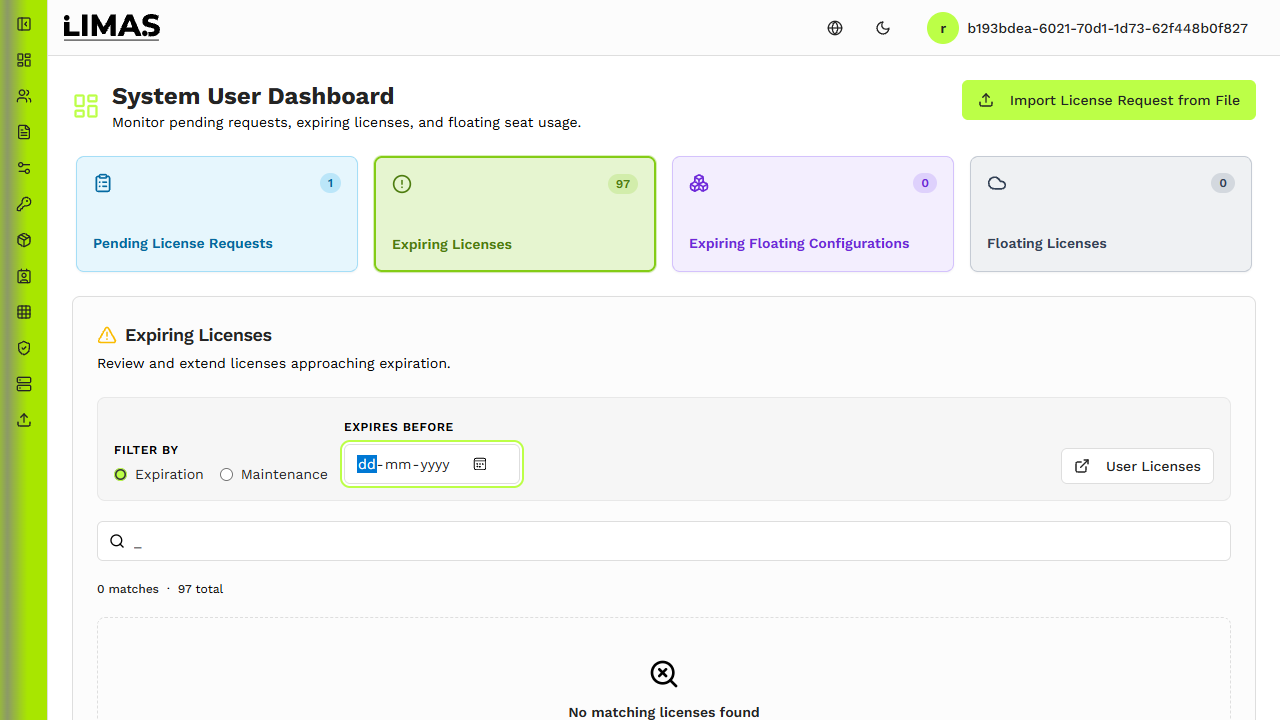 LIMAS
r
b193bdea-6021-70d1-1d73-62f448b0f827
System User Dashboard
Monitor pending requests, expiring licenses, and floating seat usage.
Import License Request from File
1
Pending License Requests
97
Expiring Licenses
0
Expiring Floating Configurations
0
Floating Licenses
Expiring Licenses
Review and extend licenses approaching expiration.
FILTER BY
Expiration
Maintenance
EXPIRES BEFORE
dd-mm-yyyy
User Licenses
_
0 matches · 97 total
No matching licenses found